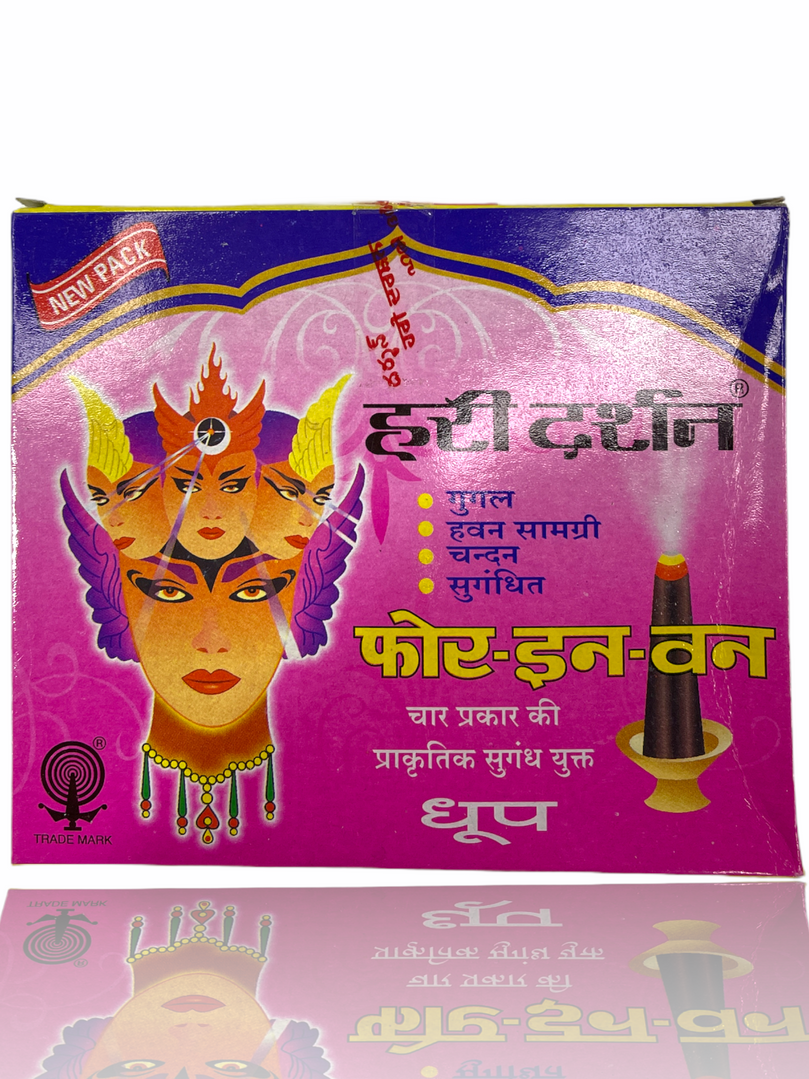 NEW PACK
हरी दर्शन®
गुगल
हवन सामग्री
चन्दन
सुगंधित
फोर-इन-वन
चार प्रकार की
प्राकृतिक सुगंध युक्त
धूप
®
TRADE MARK